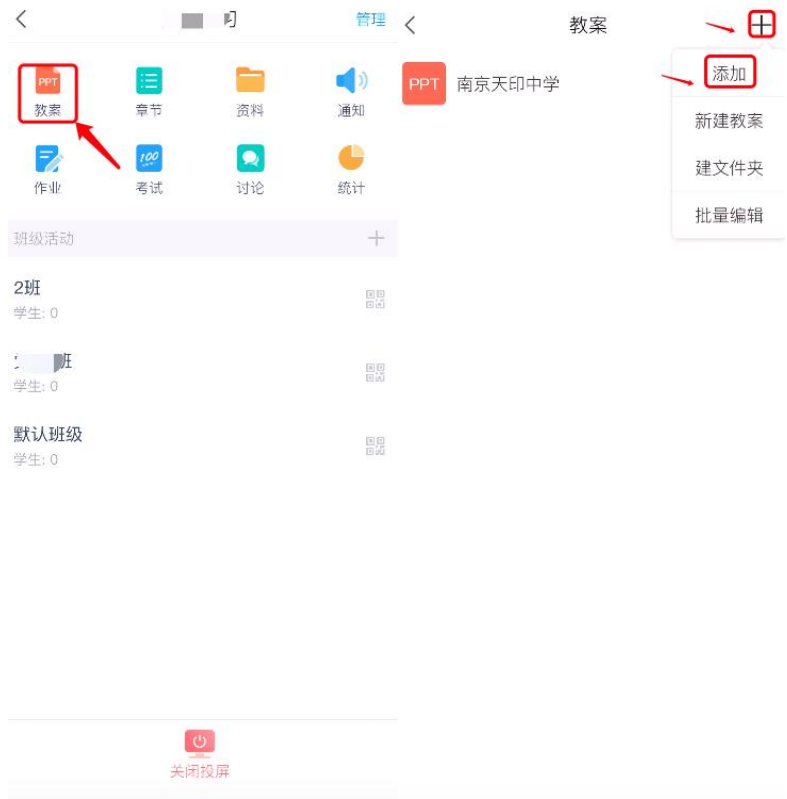 管理
PPT
教案
章节
资料
通知
作业
100
考试
讨论
统计
班级活动
2班
学生: 0
班
学生: 0
默认班级
学生: 0
关闭投屏
教案
添加
PPT
南京天印中学
新建教案
建文件夹
批量编辑